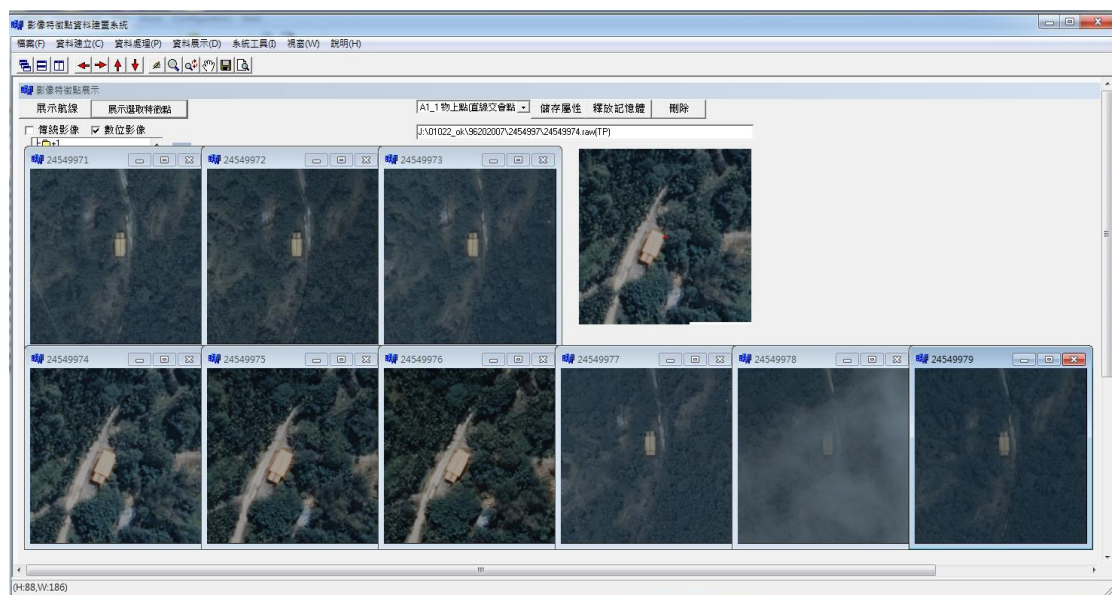 影像特徵點資料建置系統
檔案(F) 資料建立(C) 資料處理(P) 資料展示(D) 系統工具(I) 視窗(W) 說明(H)
影像特徵點展示
展示航線 展示選取特徵點 A1_1物上點(直線交會點 儲存屬性 釋放記憶體 刪除
傳統影像 數位影像 J:\01022_ok\96202007\2454997\24549974.raw(TP)
24549971 24549972 24549973
24549974 24549975 24549976 24549977 24549978 24549979
(H:88,W:186)